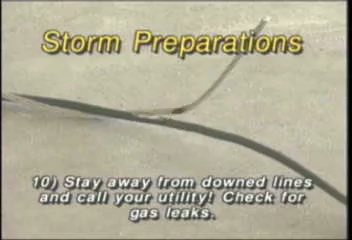 Storm Preparations
10) Stay away from downed lines
and call your utility! Check for
gas leaks.